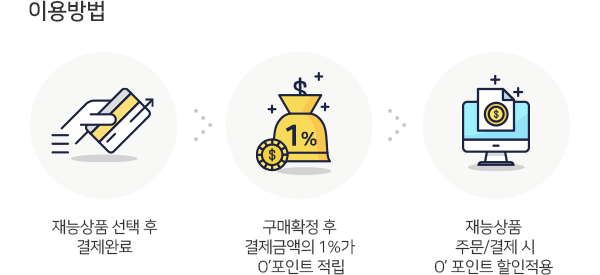 이용방법
1%
재능상품 선택 후
결제완료
구매확정 후
결제금액의 1%가
O’포인트 적립
재능상품
주문/결제 시
O’ 포인트 할인적용